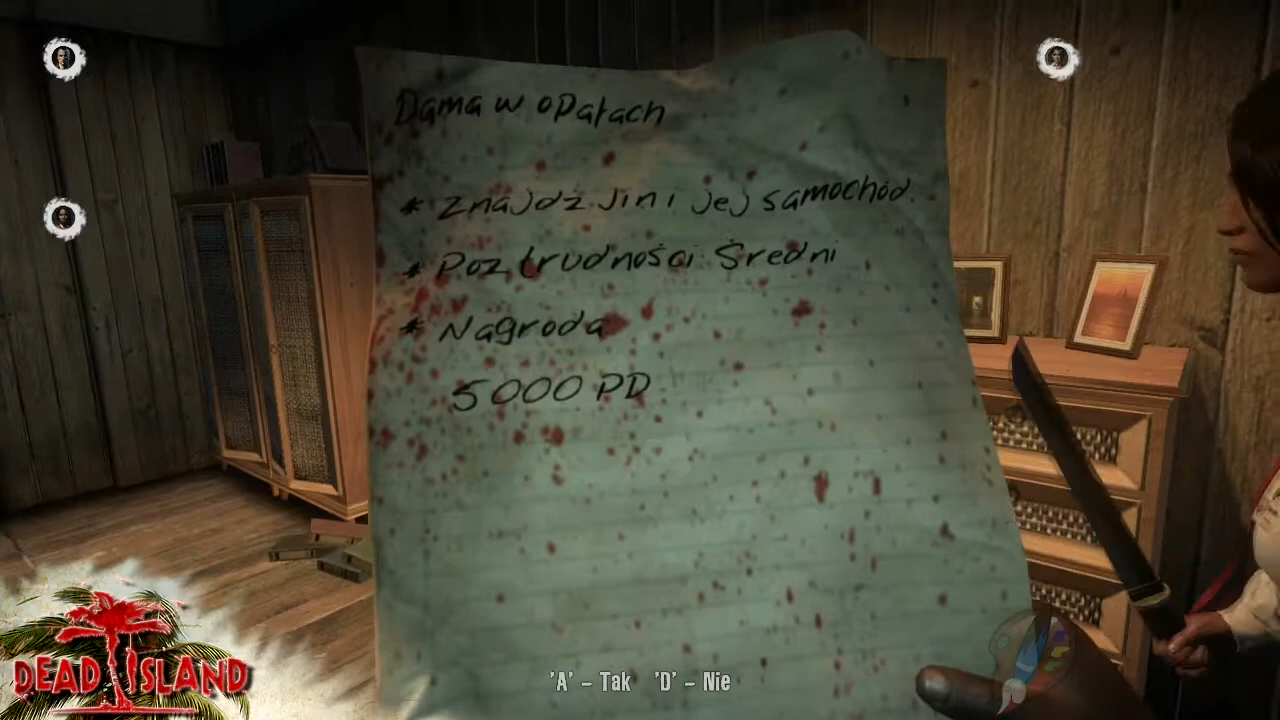 Dama w opałach
* Znajdź Jin i jej samochód.
* Poz trudności: Średni
* Nagroda
5000 PD
'A' – Tak 'D' – Nie
DEAD ISLAND